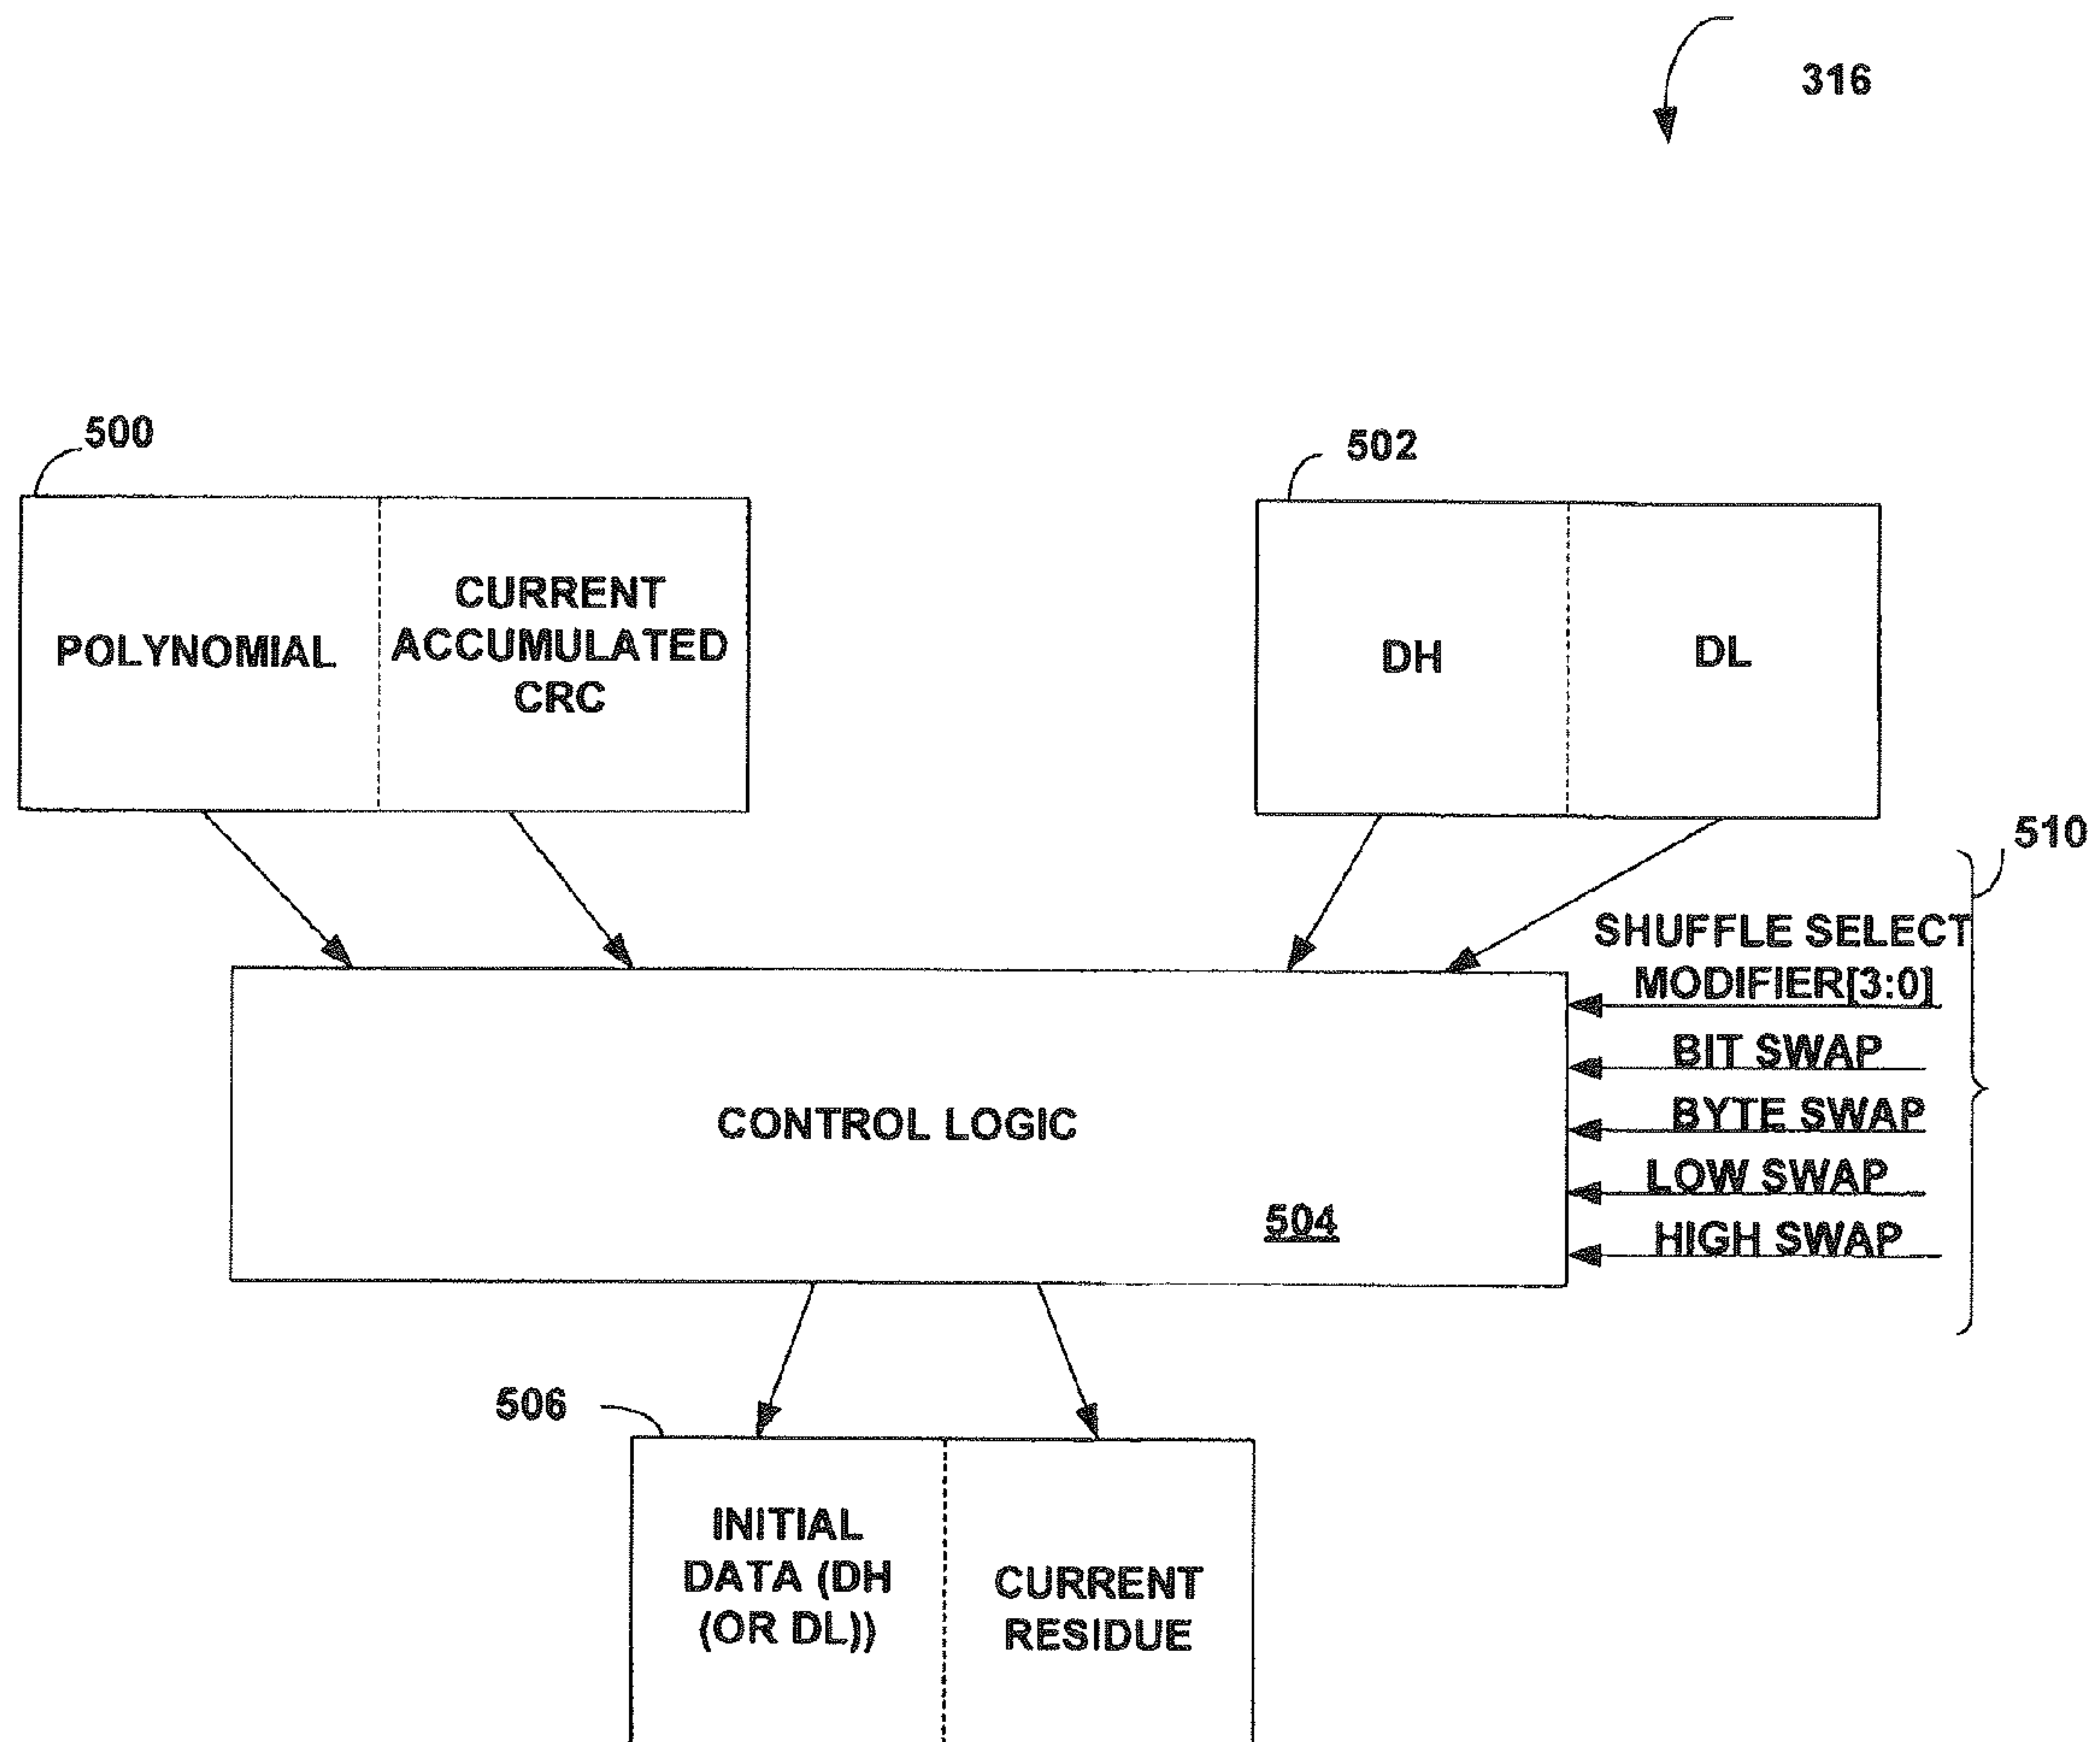 316
500
502
POLYNOMIAL
CURRENT
ACCUMULATED
CRC
DH
DL
510
SHUFFLE SELECT
MODIFIER[3:0]
BIT SWAP
BYTE SWAP
LOW SWAP
HIGH SWAP
CONTROL LOGIC
504
506
INITIAL
DATA (DH
(OR DL))
CURRENT
RESIDUE